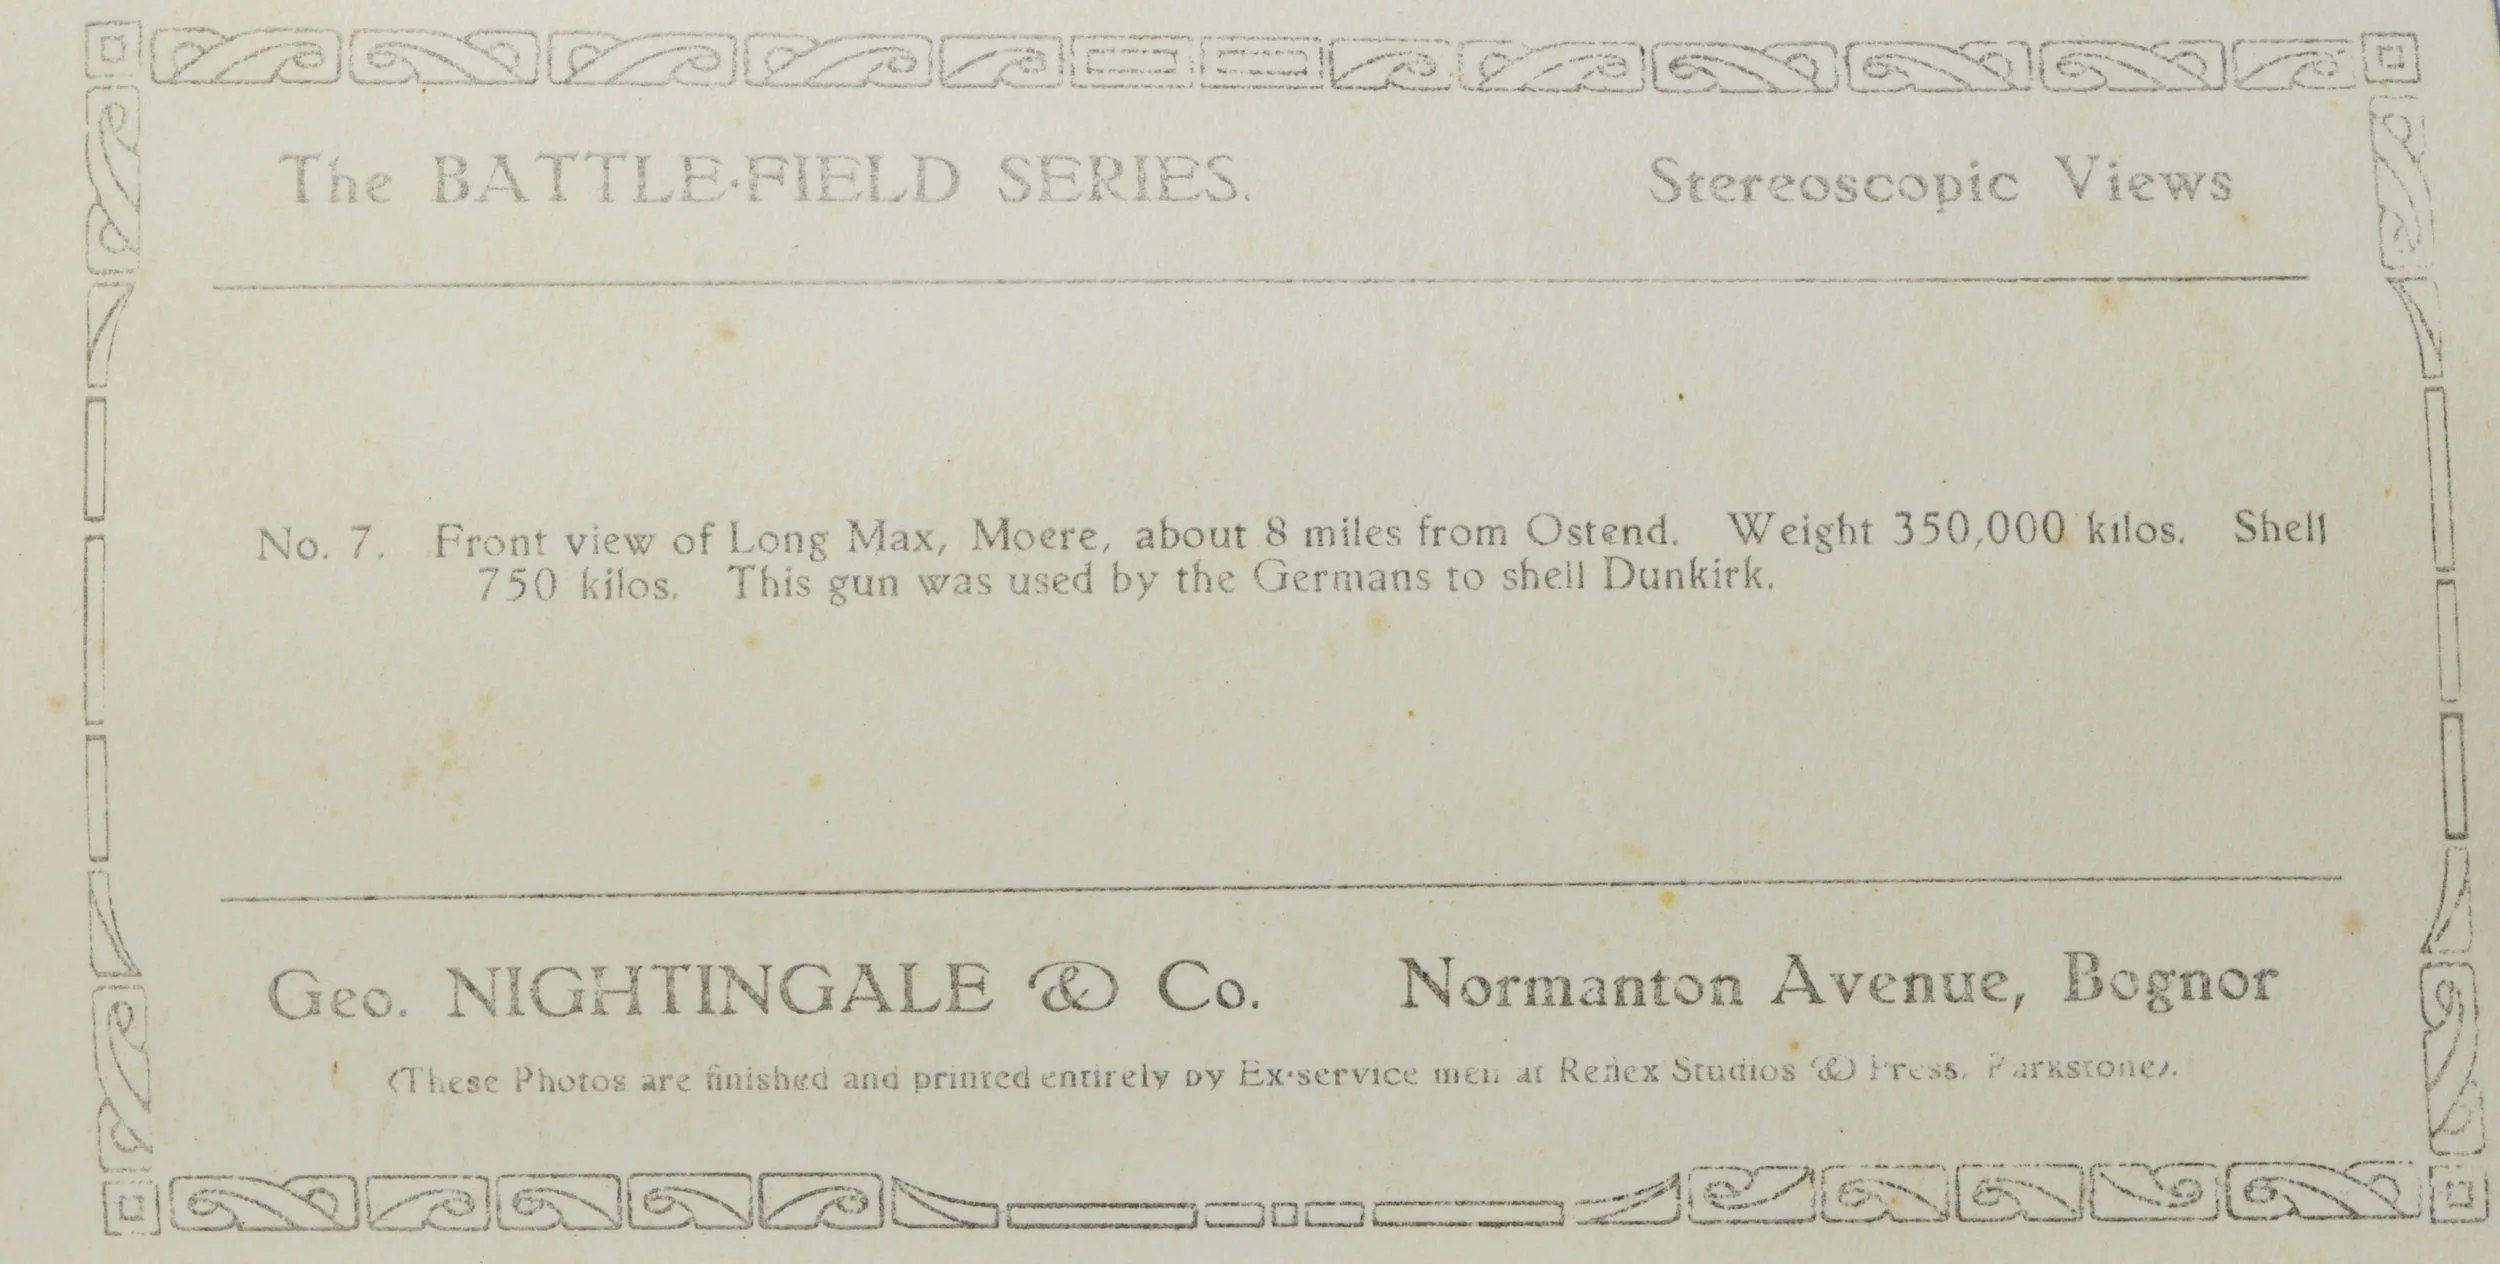 The BATTLE-FIELD SERIES. Stereoscopic Views
No. 7. Front view of Long Max, Moere, about 8 miles from Ostend. Weight 350,000 kilos. Shell
750 kilos. This gun was used by the Germans to shell Dunkirk.
Geo. NIGHTINGALE & Co. Normanton Avenue, Bognor
(These Photos are finished and printed entirely by Ex-service men at Reflex Studios & Press, Parkstone).